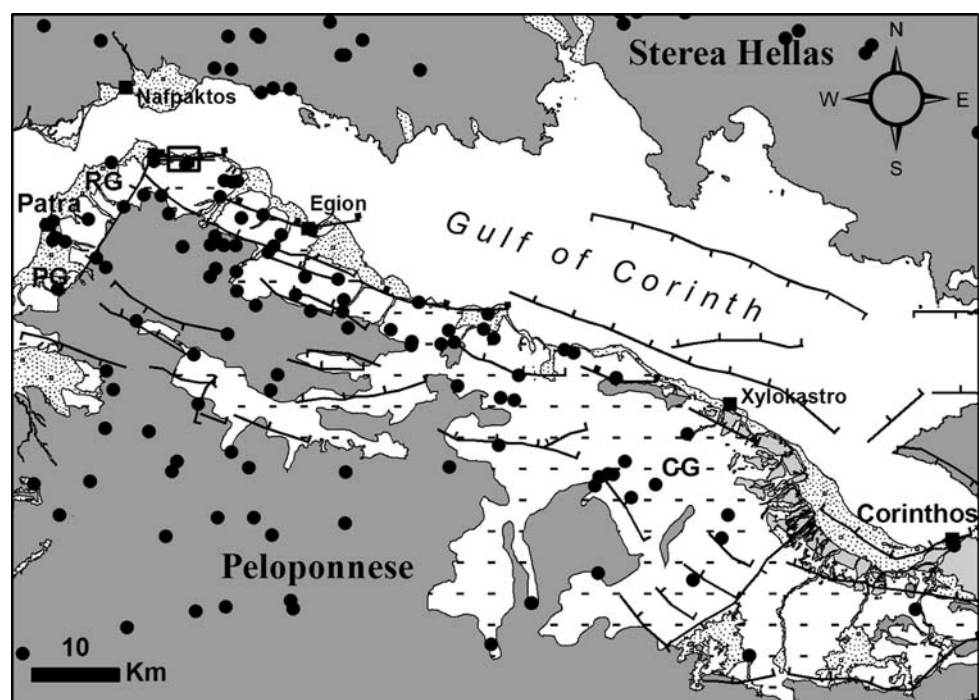 Sterea Hellas
N
W
E
S
Nafpaktos
RG
Patra
Egion
PG
Gulf of Corinth
Xylokastro
CG
Corinthos
Peloponnese
10
Km